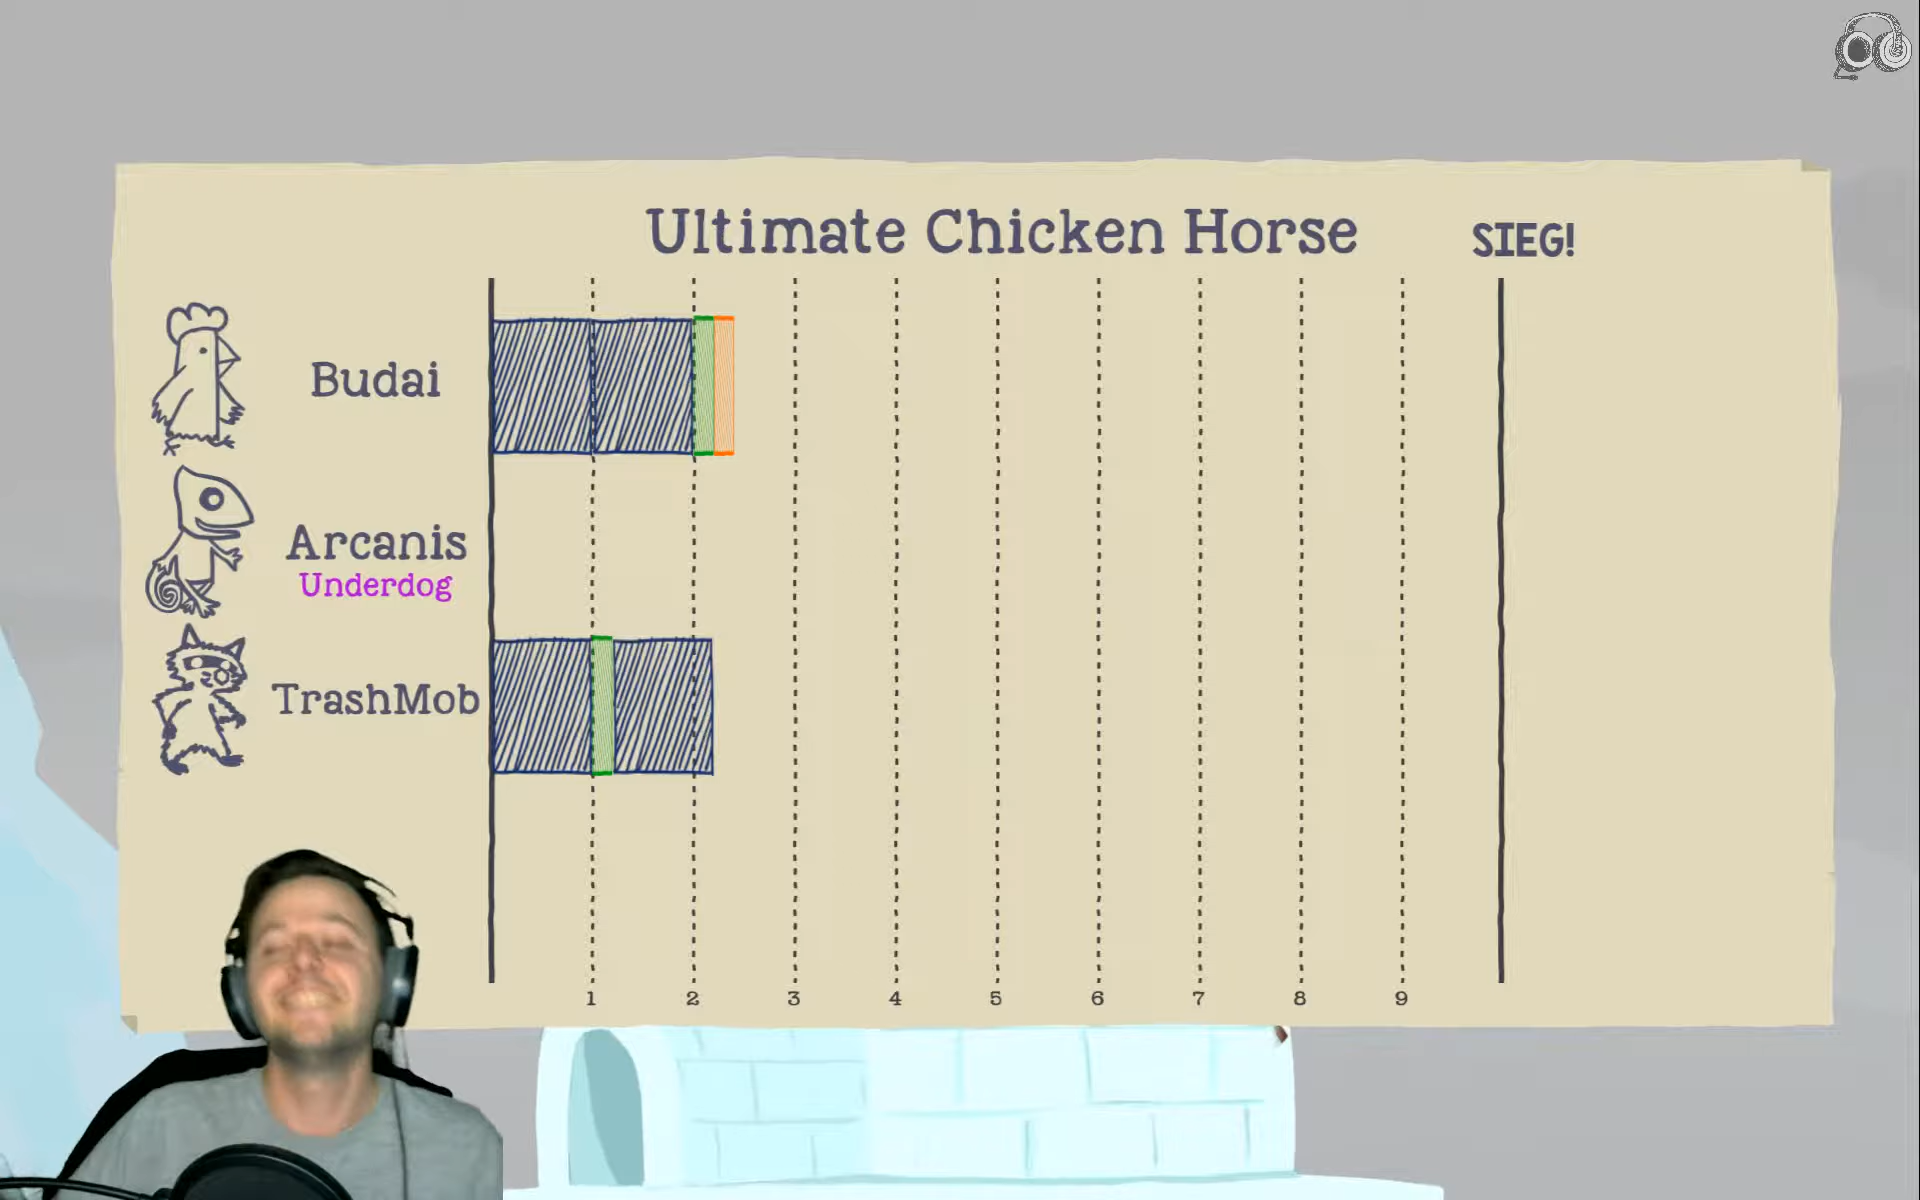 Ultimate Chicken Horse
SIEG!
Budai
Arcanis
Underdog
TrashMob
1 2 3 4 5 6 7 8 9